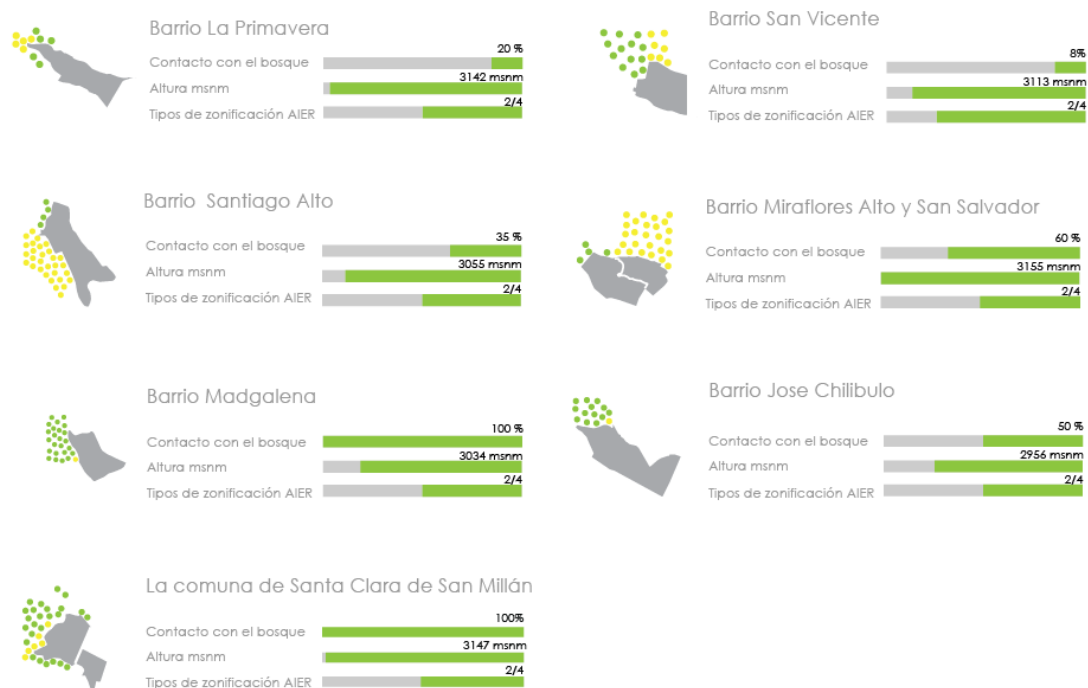 Barrio La Primavera
20 %
Contacto con el bosque
3142 msnm
Altura msnm
2/4
Tipos de zonificación AIER
Barrio San Vicente
8%
Contacto con el bosque
3113 msnm
Altura msnm
2/4
Tipos de zonificación AIER
Barrio Santiago Alto
35 %
Contacto con el bosque
3055 msnm
Altura msnm
2/4
Tipos de zonificación AIER
Barrio Miraflores Alto y San Salvador
60 %
Contacto con el bosque
3155 msnm
Altura msnm
2/4
Tipos de zonificación AIER
Barrio Madgalena
100 %
Contacto con el bosque
3034 msnm
Altura msnm
2/4
Tipos de zonificación AIER
Barrio Jose Chilibulo
50 %
Contacto con el bosque
2956 msnm
Altura msnm
2/4
Tipos de zonificación AIER
La comuna de Santa Clara de San Millán
100%
Contacto con el bosque
3147 msnm
Altura msnm
2/4
Tipos de zonificación AIER